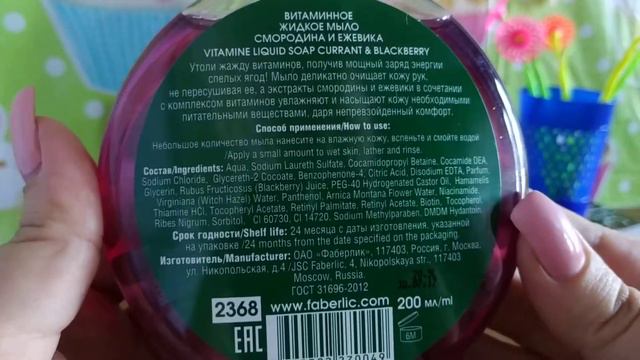 ВИТАМИННОЕ
ЖИДКОЕ МЫЛО
СМОРОДИНА И ЕЖЕВИКА
VITAMINE LIQUID SOAP CURRANT & BLACKBERRY
Утоли жажду витаминов, получив мощный заряд энергии
спелых ягод! Мыло деликатно очищает кожу рук,
не пересушивая ее, а экстракты смородины и ежевики в сочетании
с комплексом витаминов увлажняют и насыщают кожу необходимыми
питательными веществами, даря непревзойденный комфорт.
Способ применения/How to use:
Небольшое количество мыла нанесите на влажную кожу, вспеньте и смойте водой
/Apply a small amount to wet skin, lather and rinse.
Состав/Ingredients: Aqua, Sodium Laureth Sulfate, Cocamidopropyl Betaine, Cocamide DEA,
Sodium Chloride, Glycereth-2 Cocoate, Benzophenone-4, Citric Acid, Disodium EDTA, Parfum,
Glycerin, Rubus Fructicosus (Blackberry) Juice, PEG-40 Hydrogenated Castor Oil, Hamamelis
Virginiana (Witch Hazel) Water, Panthenol, Arnica Montana Flower Water, Niacinamide,
Thiamine HCl, Tocopheryl Acetate, Retinyl Palmitate, Retinyl Acetate, Biotin, Tocopherol,
Ribes Nigrum, Sorbitol, CI 60730, CI 14720, Sodium Methylparaben, DMDM Hydantoin.
Срок годности/Shelf life: 24 месяца с даты изготовления, указанной
на упаковке /24 months from the date specified on the packaging.
Изготовитель/Manufacturer: ОАО «Фаберлик», 117403, Россия, г. Москва,
ул. Никопольская, д.4 /JSC Faberlic, 4, Nikopolskaya str., 117403
Moscow, Russia.
ГОСТ 31696-2012
2368 www.faberlic.com 200 мл/ml
EAC
6M